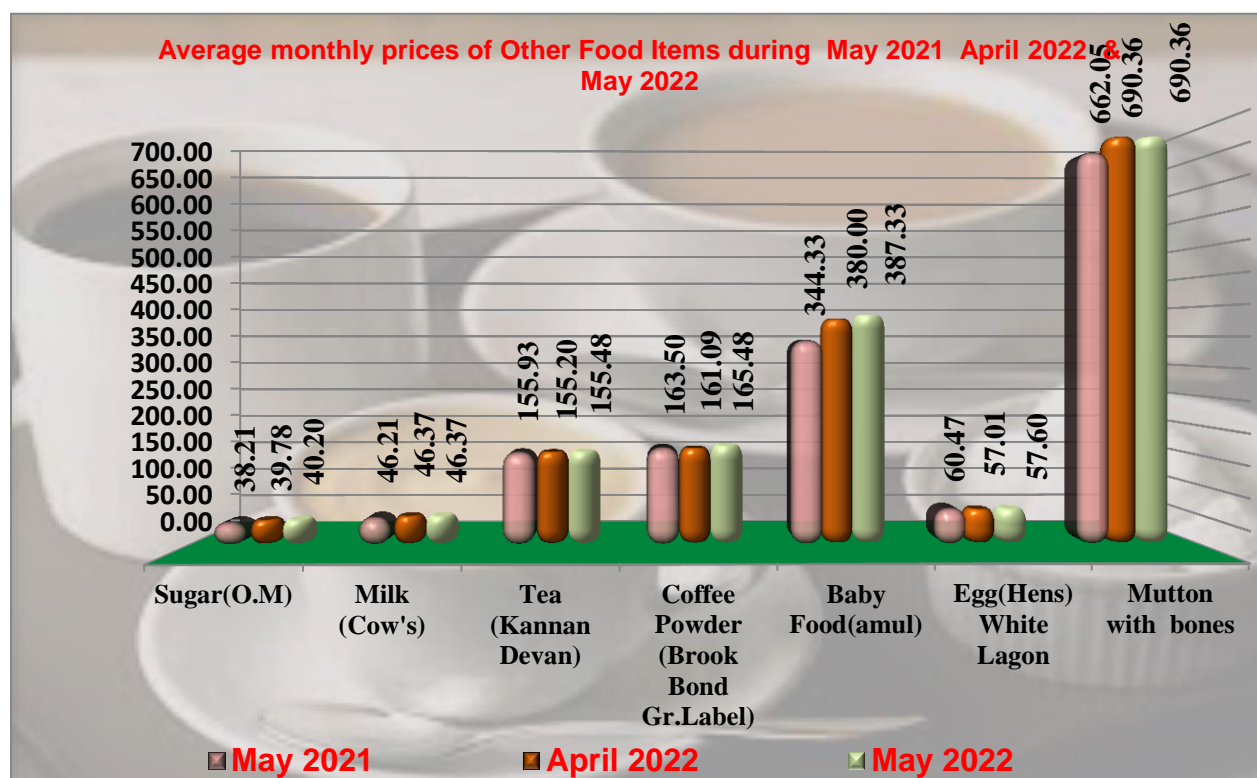 Average monthly prices of Other Food Items during May 2021 April 2022 &
May 2022
700.00
650.00
600.00
550.00
500.00
450.00
400.00
350.00
300.00
250.00
200.00
150.00
100.00
50.00
0.00
38.21
39.78
40.20
46.21
46.37
46.37
155.93
155.20
155.48
163.50
161.09
165.48
344.33
380.00
387.33
60.47
57.01
57.60
662.05
690.36
690.36
Sugar(O.M)
Milk
(Cow's)
Tea
(Kannan
Devan)
Coffee
Powder
(Brook
Bond
Gr.Label)
Baby
Food(amul)
Egg(Hens)
White
Lagon
Mutton
with bones
May 2021
April 2022
May 2022